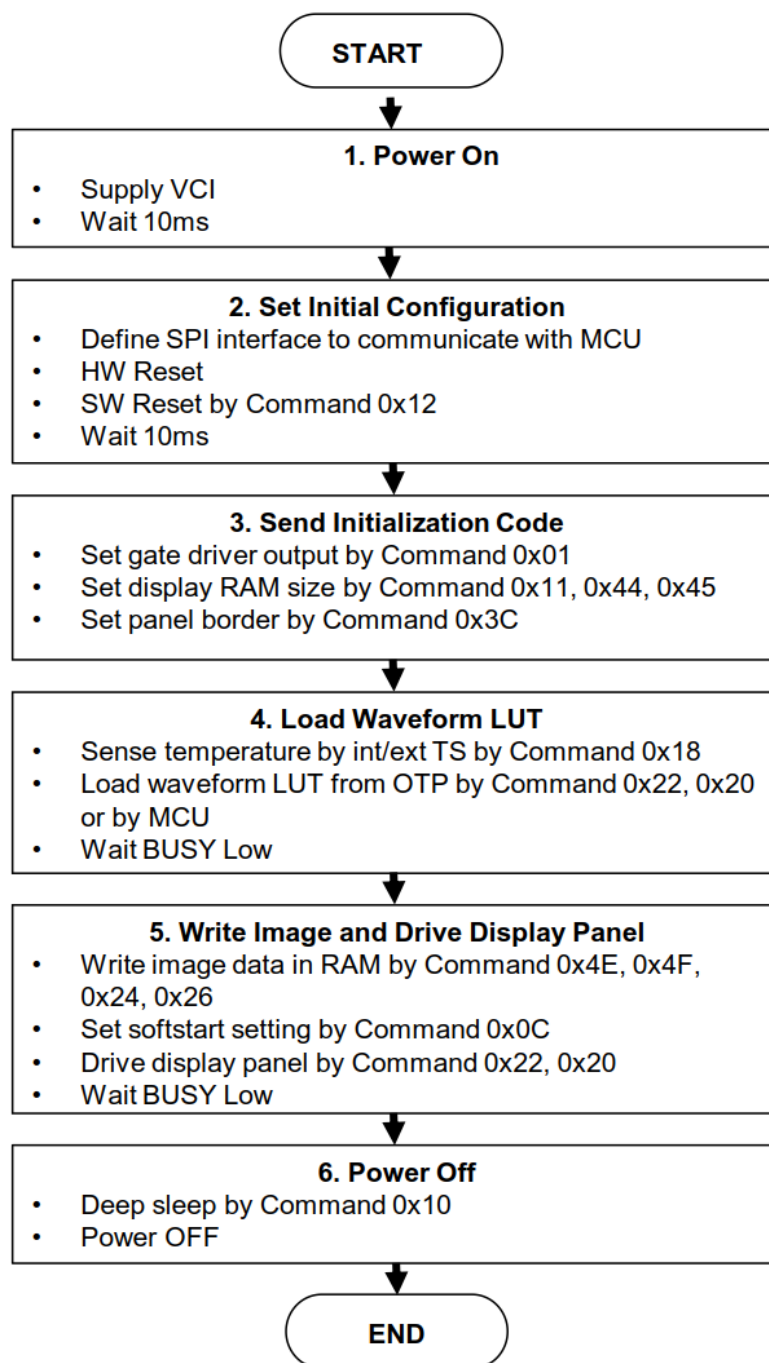 START
1. Power On
• Supply VCI
• Wait 10ms
2. Set Initial Configuration
• Define SPI interface to communicate with MCU
• HW Reset
• SW Reset by Command 0x12
• Wait 10ms
3. Send Initialization Code
• Set gate driver output by Command 0x01
• Set display RAM size by Command 0x11, 0x44, 0x45
• Set panel border by Command 0x3C
4. Load Waveform LUT
• Sense temperature by int/ext TS by Command 0x18
• Load waveform LUT from OTP by Command 0x22, 0x20
or by MCU
• Wait BUSY Low
5. Write Image and Drive Display Panel
• Write image data in RAM by Command 0x4E, 0x4F,
0x24, 0x26
• Set softstart setting by Command 0x0C
• Drive display panel by Command 0x22, 0x20
• Wait BUSY Low
6. Power Off
• Deep sleep by Command 0x10
• Power OFF
END